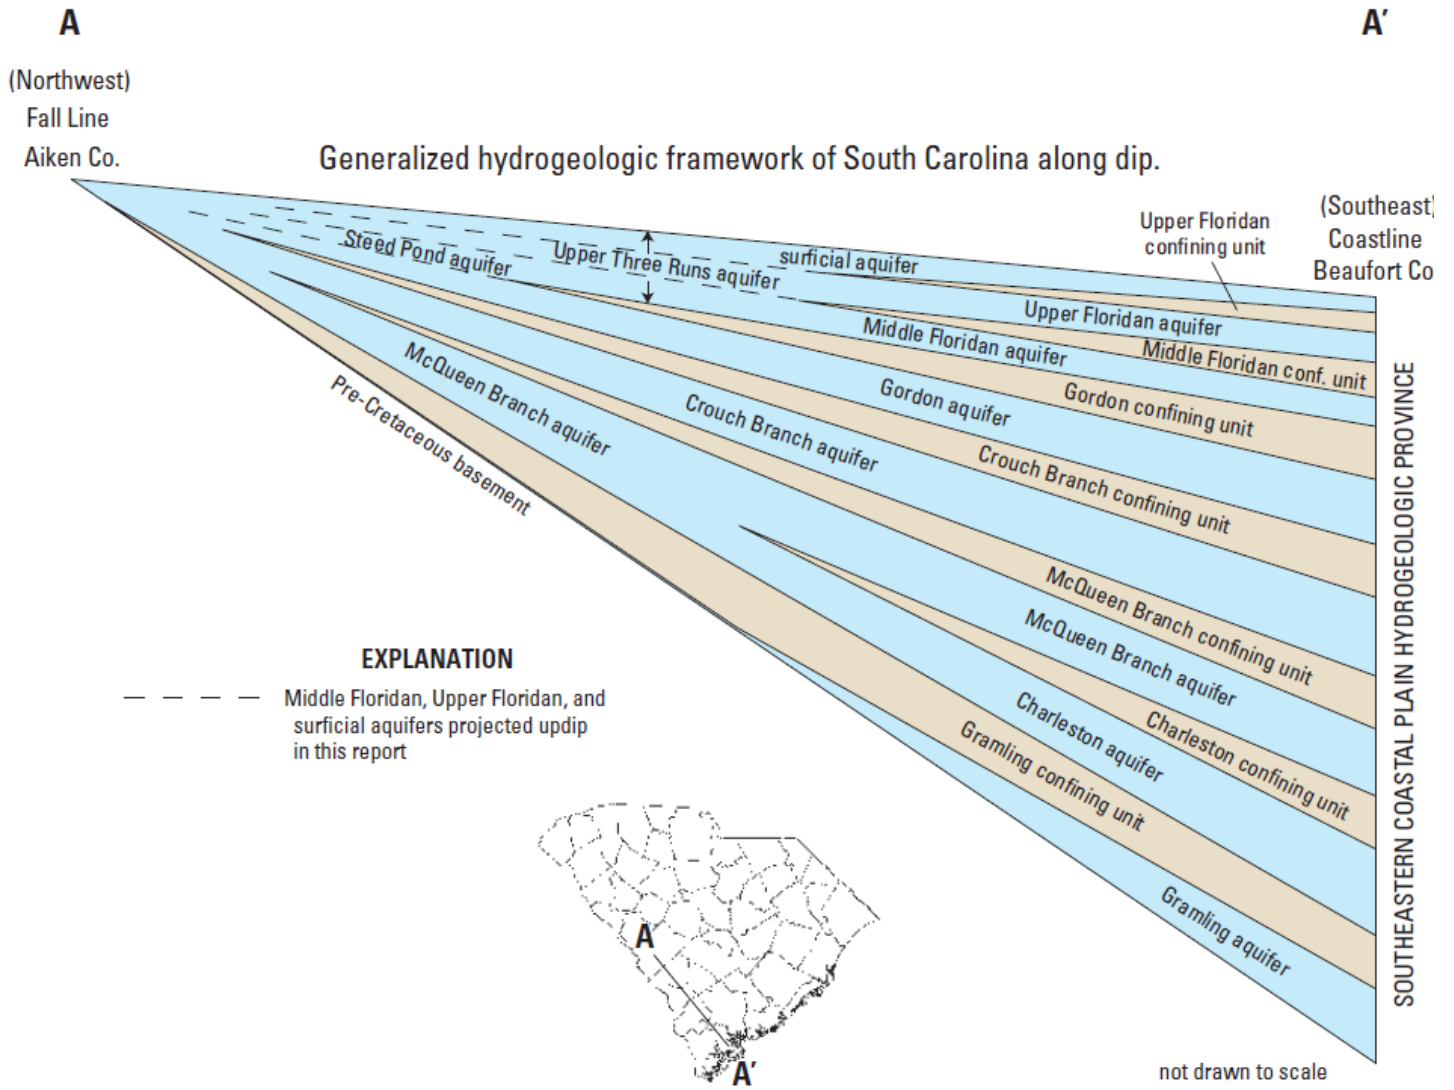 A
A′
(Northwest)
Fall Line
Aiken Co.
Generalized hydrogeologic framework of South Carolina along dip.
(Southeast)
Coastline
Beaufort Co
Upper Floridan
confining unit
surficial aquifer
Steed Pond aquifer
Upper Three Runs aquifer
Upper Floridan aquifer
Middle Floridan aquifer
Middle Floridan conf. unit
Gordon aquifer
Gordon confining unit
McQueen Branch aquifer
Crouch Branch aquifer
Crouch Branch confining unit
Pre-Cretaceous basement
McQueen Branch confining unit
McQueen Branch aquifer
Charleston aquifer
Charleston confining unit
Gramling confining unit
Gramling aquifer
SOUTHEASTERN COASTAL PLAIN HYDROGEOLOGIC PROVINCE
EXPLANATION
Middle Floridan, Upper Floridan, and
surficial aquifers projected updip
in this report
A
A′
not drawn to scale